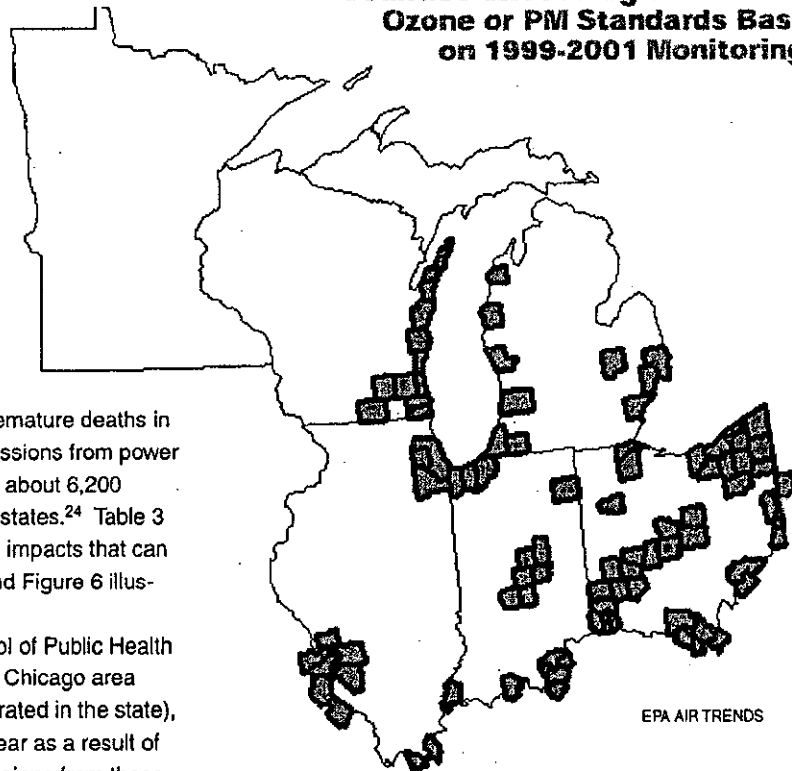 Ozone or PM Standards Bas
on 1999-2001 Monitoring
emature deaths in
issions from power
about 6,200
states.24 Table 3
impacts that can
nd Figure 6 illus-
ol of Public Health
Chicago area
rated in the state),
ear as a result of
EPA AIR TRENDS